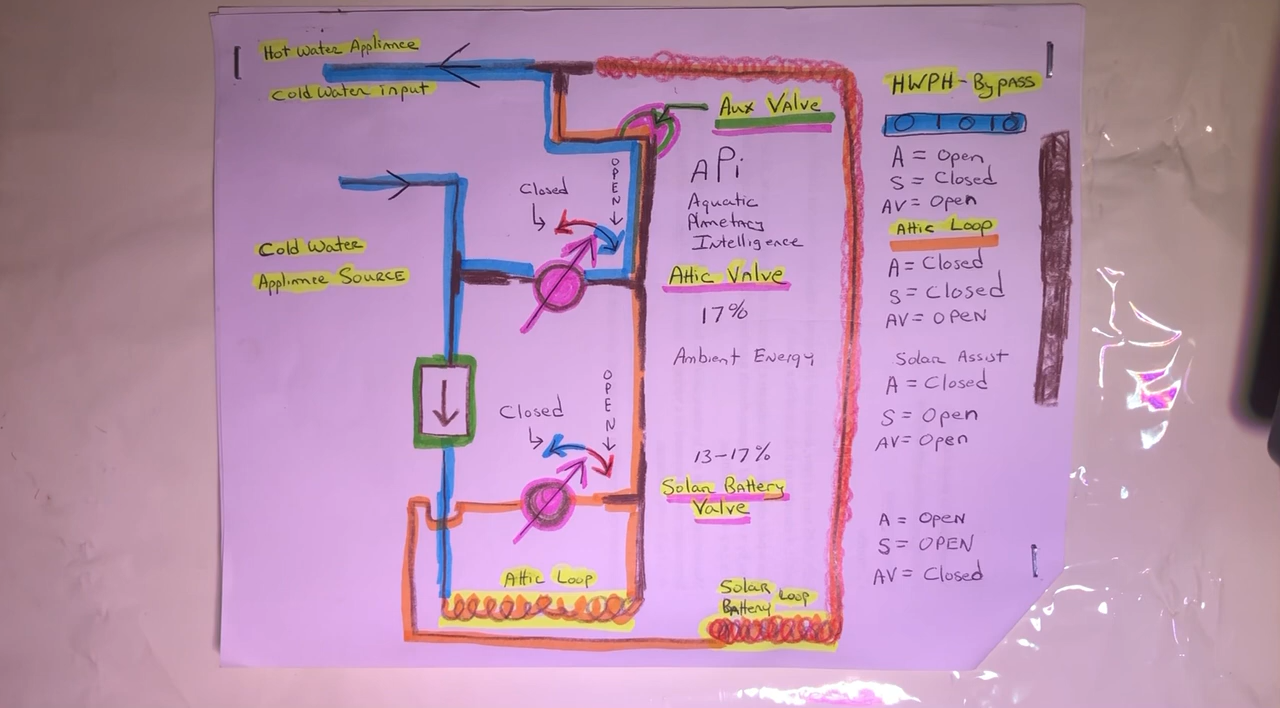 Hot Water Appliance
Cold Water input
Cold Water
Appliance SOURCE
Closed
OPEN
Closed
OPEN
Attic Loop
Aux Valve
APi
Aquatic
Planetary
Intelligence
Attic Valve
17%
Ambient Energy
13-17%
Solar Battery
Valve
Solar Loop
Battery
HWPH-Bypass
0 1 0 1 0
A = Open
S = Closed
AV = Open
Attic Loop
A = Closed
S = Closed
AV = OPEN
Solar Assist
A = Closed
S = Open
AV = Open
A = OPEN
S = OPEN
AV = Closed